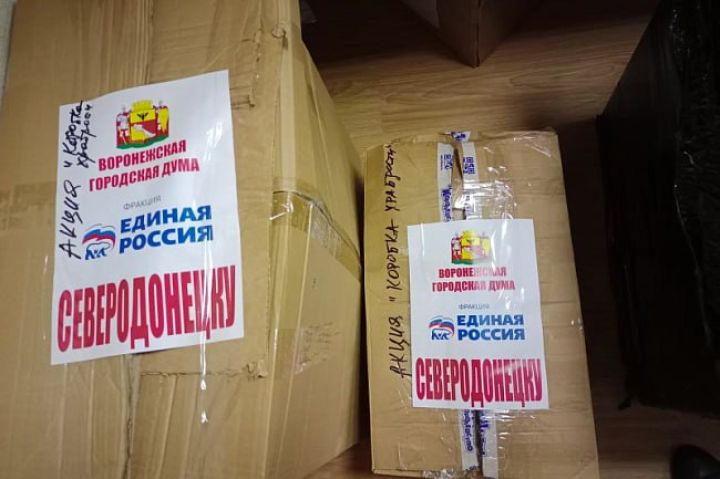 Акция "Коробка
храбрости
ВОРОНЕЖСКАЯ
ГОРОДСКАЯ ДУМА
ФРАКЦИЯ
ЕДИНАЯ
РОССИЯ
СЕВЕРОДОНЕЦКУ
Акция "Коробка храбрости
ВОРОНЕЖСКАЯ
ГОРОДСКАЯ ДУМА
ФРАКЦИЯ
ЕДИНАЯ
РОССИЯ
СЕВЕРОДОНЕЦКУ